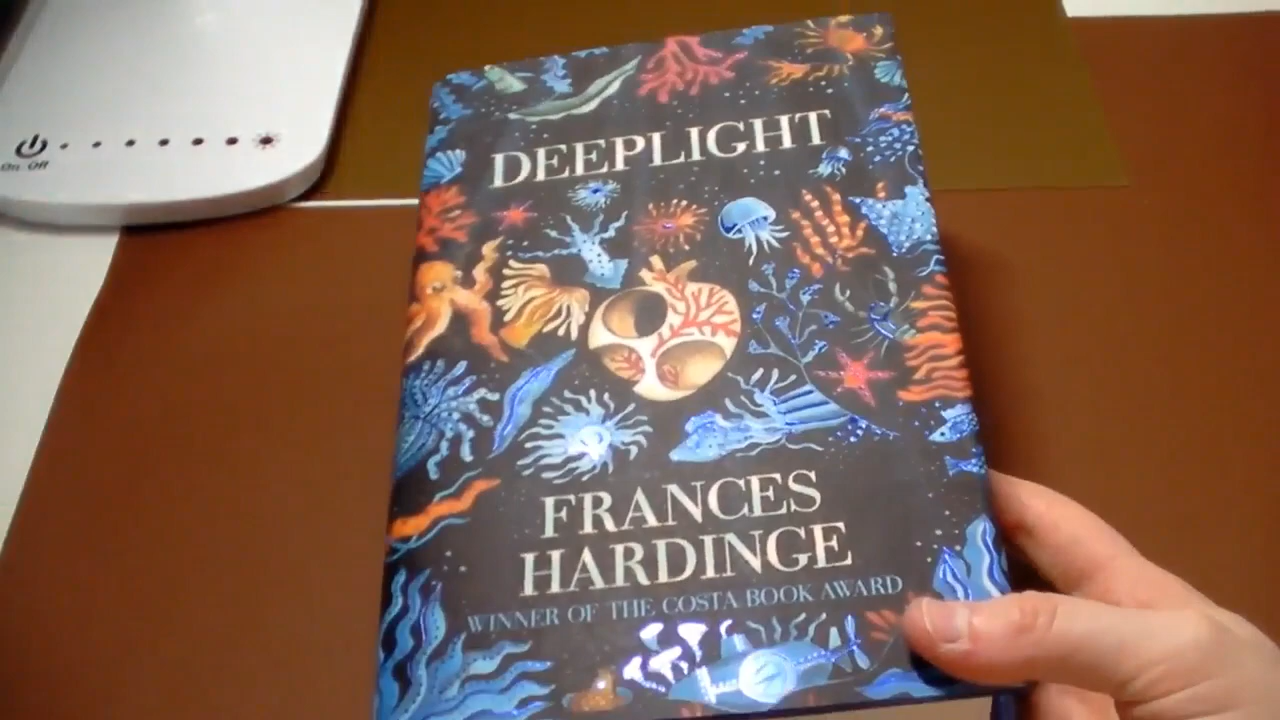 On Off
DEEPLIGHT
FRANCES
HARDINGE
WINNER OF THE COSTA BOOK AWARD